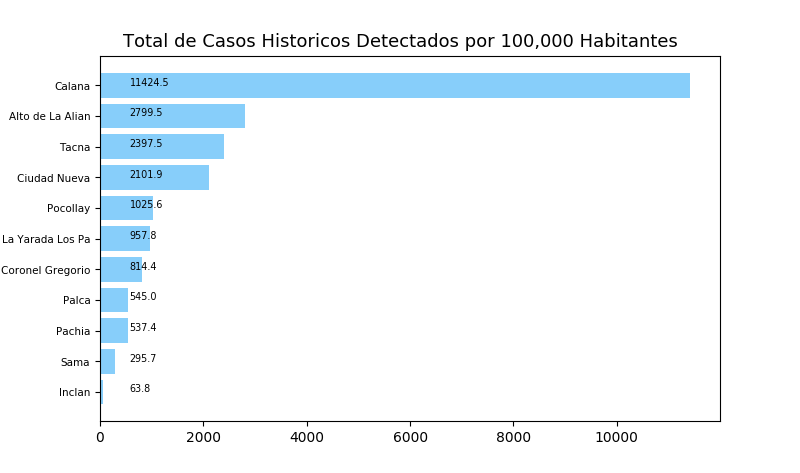 Total de Casos Historicos Detectados por 100,000 Habitantes
Calana 11424.5
Alto de La Alian 2799.5
Tacna 2397.5
Ciudad Nueva 2101.9
Pocollay 1025.6
La Yarada Los Pa 957.8
Coronel Gregorio 814.4
Palca 545.0
Pachia 537.4
Sama 295.7
Inclan 63.8
0 2000 4000 6000 8000 10000